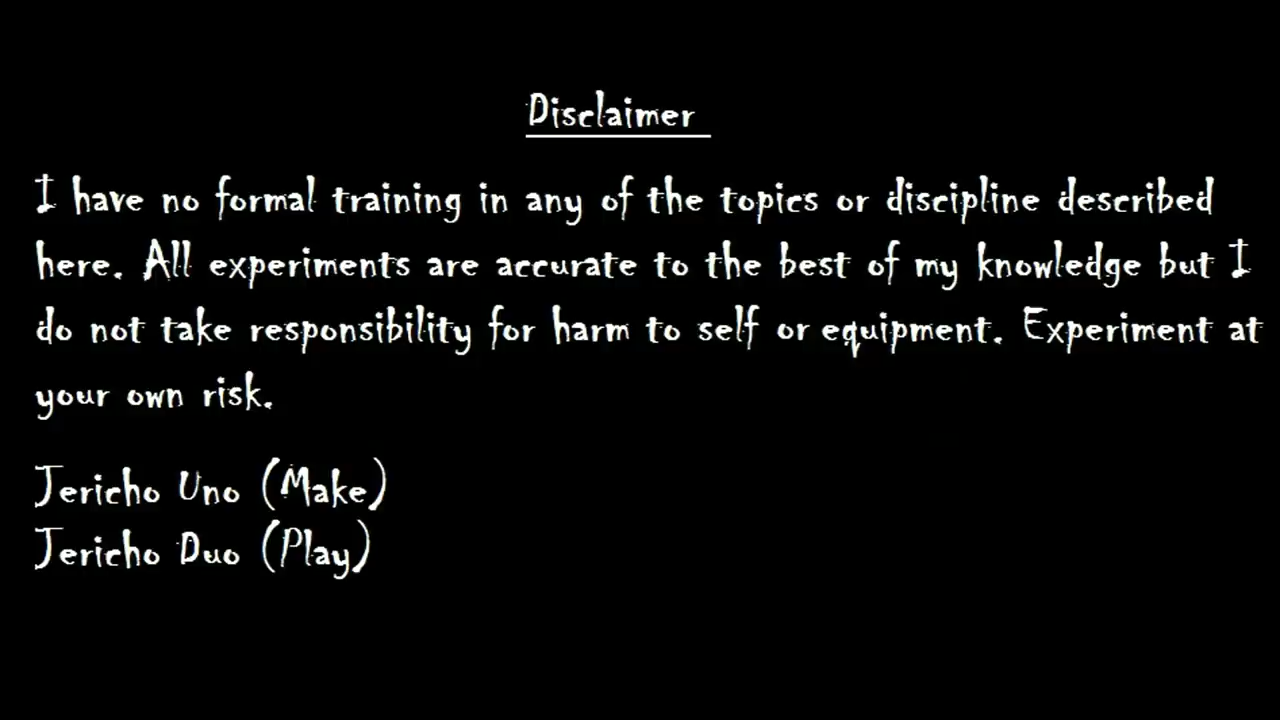 Disclaimer
I have no formal training in any of the topics or discipline described
here. All experiments are accurate to the best of my knowledge but I
do not take responsibility for harm to self or equipment. Experiment at
your own risk.
Jericho Uno (Make)
Jericho Duo (Play)